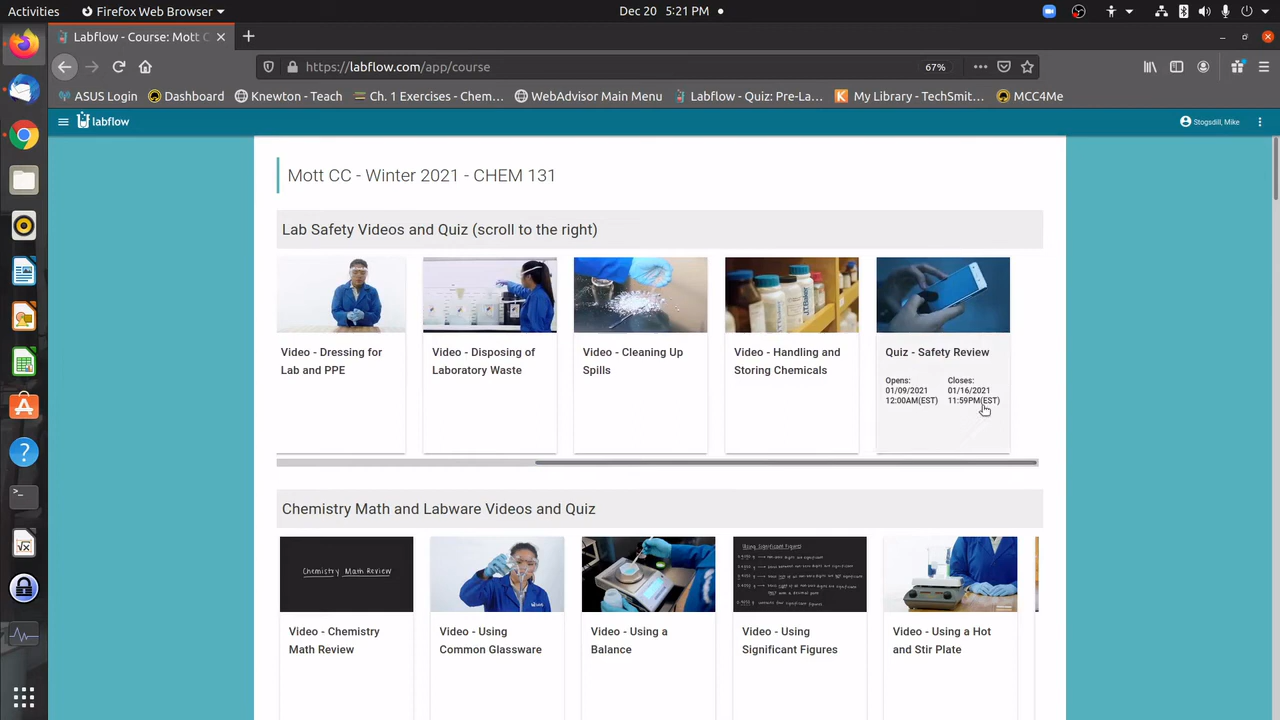 Activities
Firefox Web Browser
Dec 20 5:21 PM
Labflow - Course: Mott C
https://labflow.com/app/course
67%
ASUS Login
Dashboard
Knewton - Teach
Ch. 1 Exercises - Chem…
WebAdvisor Main Menu
Labflow - Quiz: Pre-La…
My Library - TechSmit…
MCC4Me
labflow
Stogsdill, Mike
Mott CC - Winter 2021 - CHEM 131
Lab Safety Videos and Quiz (scroll to the right)
Video - Dressing for
Lab and PPE
Video - Disposing of
Laboratory Waste
Video - Cleaning Up
Spills
Video - Handling and
Storing Chemicals
Quiz - Safety Review
Opens:
01/09/2021
12:00AM(EST)
Closes:
01/16/2021
11:59PM(EST)
Chemistry Math and Labware Videos and Quiz
Chemistry Math Review
Using Significant Figures
Video - Chemistry
Math Review
Video - Using
Common Glassware
Video - Using a
Balance
Video - Using
Significant Figures
Video - Using a Hot
and Stir Plate